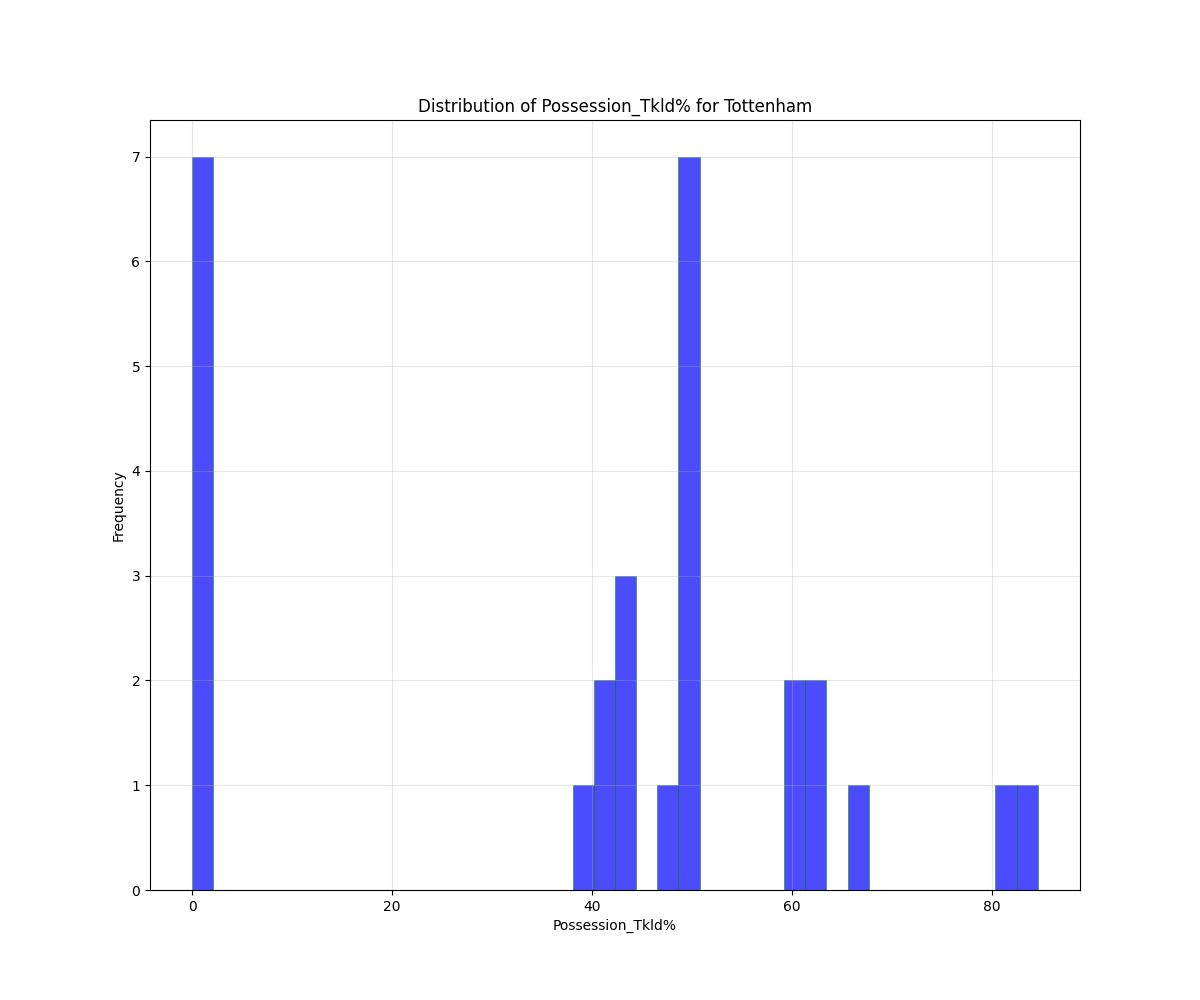 Distribution of Possession_Tkld% for Tottenham
7
6
5
4
3
2
1
0
Frequency
0 20 40 60 80
Possession_Tkld%